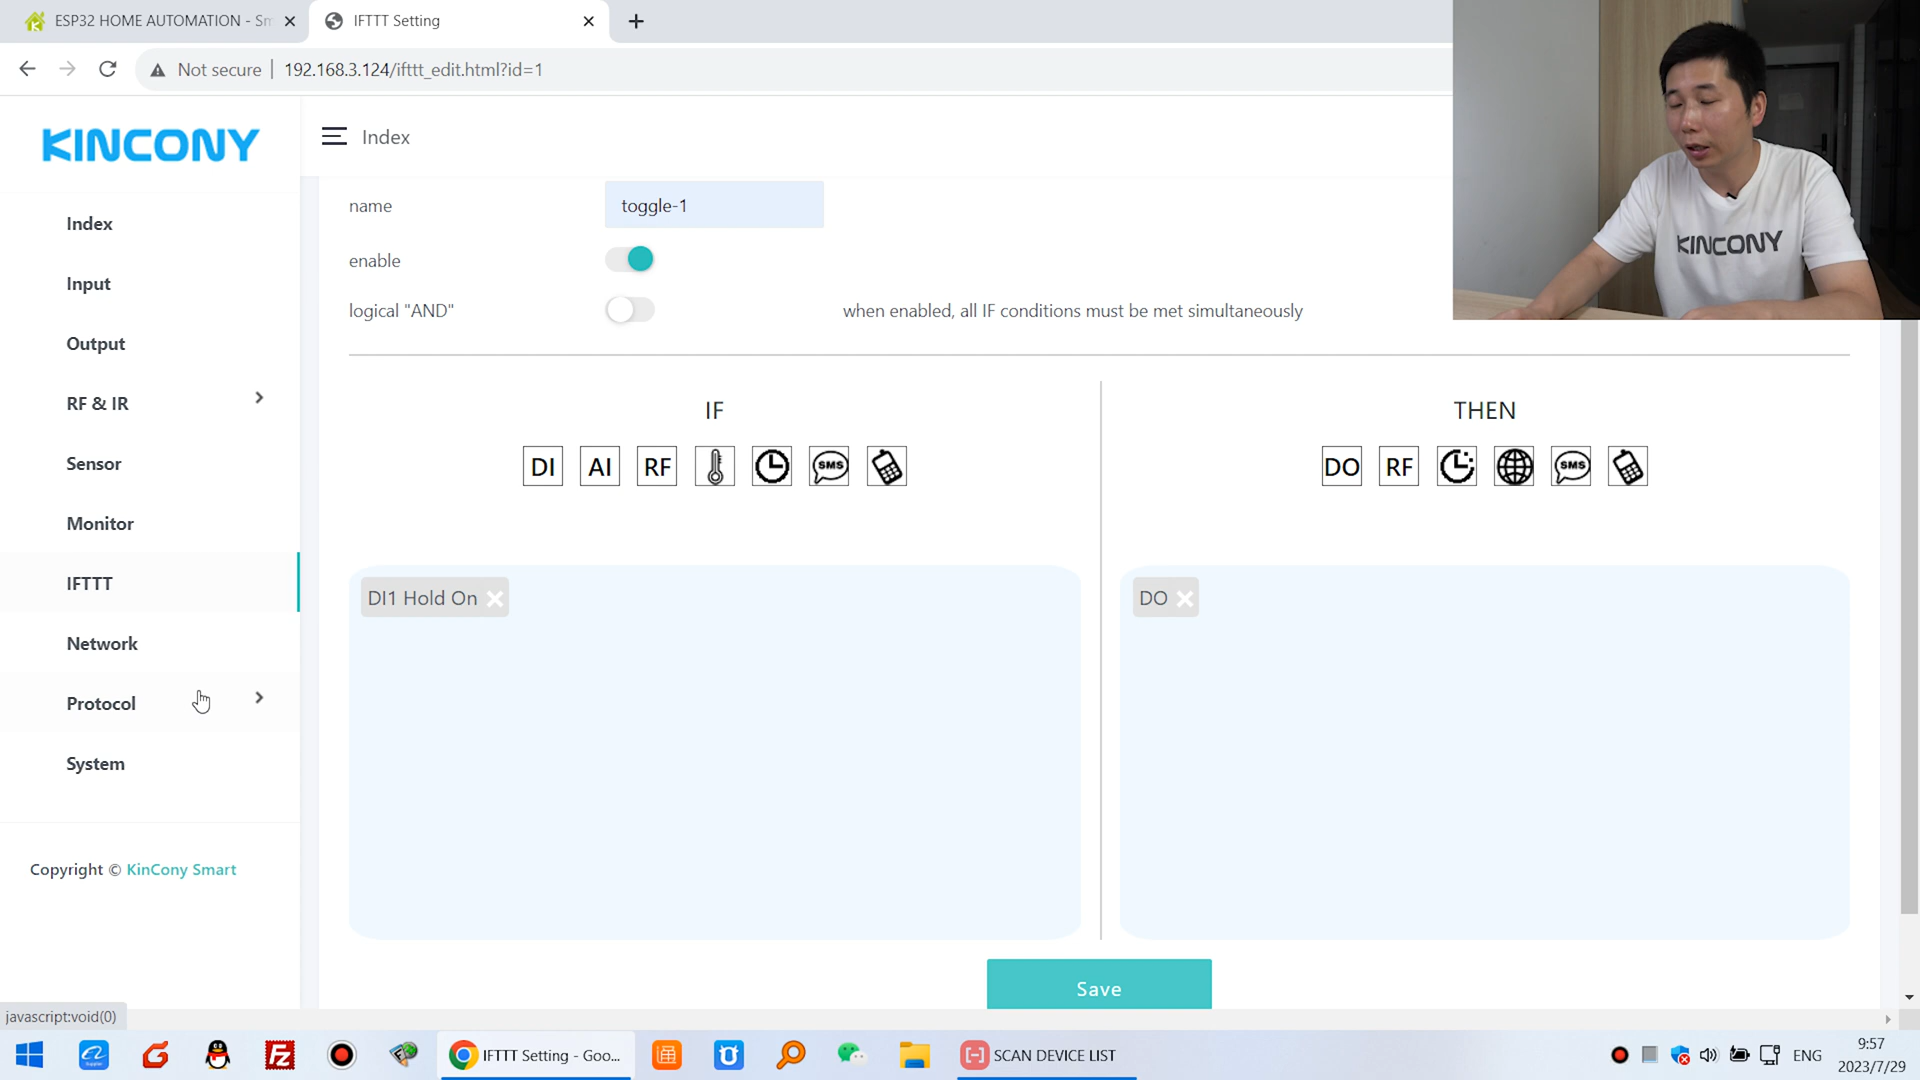 ESP32 HOME AUTOMATION - Sm
IFTTT Setting
Not secure
192.168.3.124/ifttt_edit.html?id=1
KINCONY
Index
Input
Output
RF & IR
Sensor
Monitor
IFTTT
Network
Protocol
System
Copyright © KinCony Smart
javascript:void(0)
Index
name
toggle-1
enable
logical "AND"
when enabled, all IF conditions must be met simultaneously
IF
DI AI RF SMS
DI1 Hold On
THEN
DO RF SMS
DO
Save
KINCONY
IFTTT Setting - Goo...
SCAN DEVICE LIST
ENG
9:57
2023/7/29